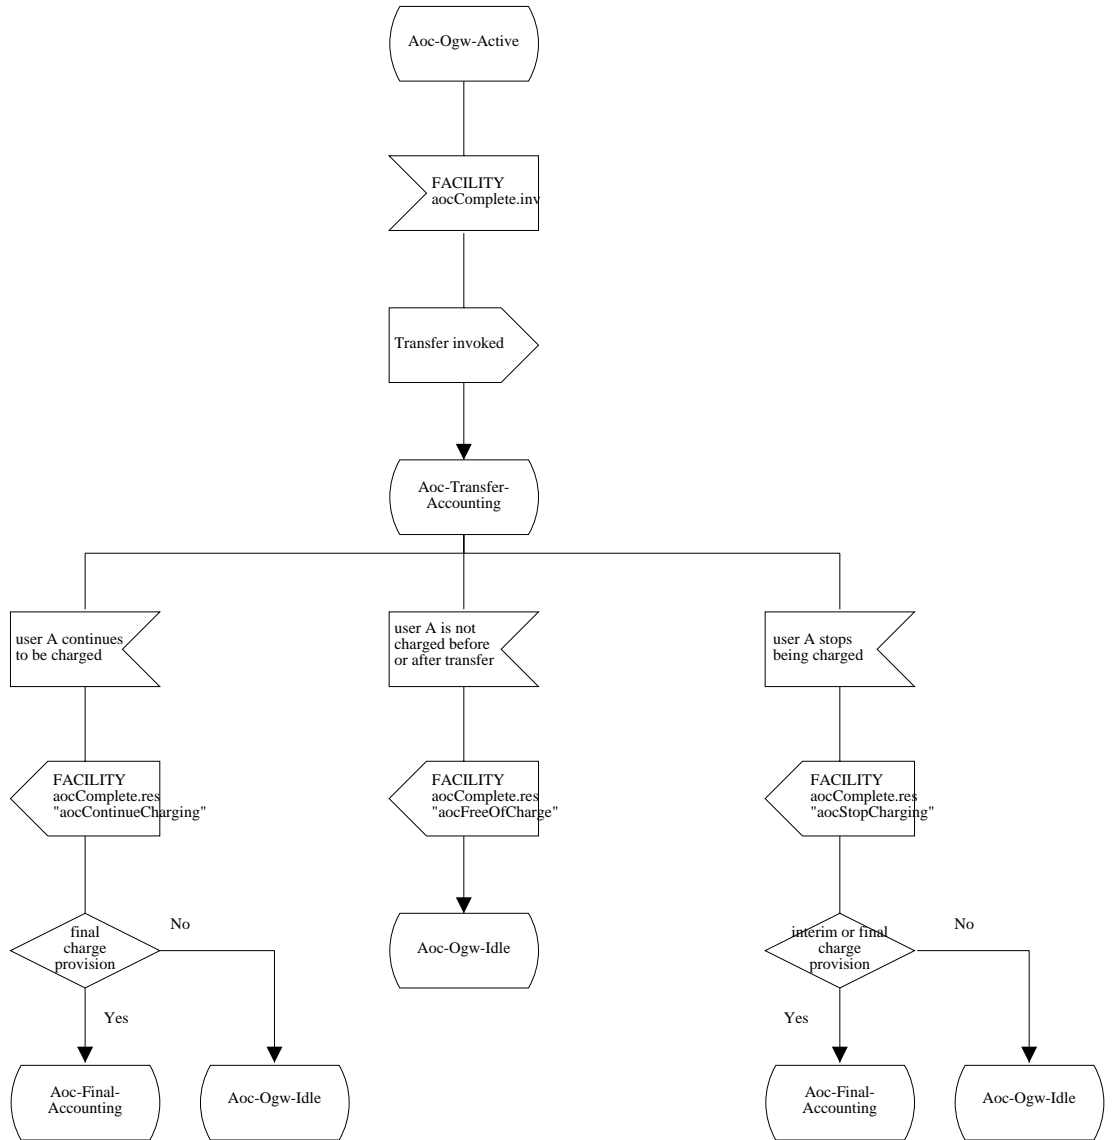 Aoc-Ogw-Active
FACILITY
aocComplete.inv
Transfer invoked
Aoc-Transfer-
Accounting
user A continues
to be charged
user A is not
charged before
or after transfer
user A stops
being charged
FACILITY
aocComplete.res
"aocContinueCharging"
FACILITY
aocComplete.res
"aocFreeOfCharge"
FACILITY
aocComplete.res
"aocStopCharging"
final
charge
provision
No
Yes
Aoc-Ogw-Idle
interim or final
charge
provision
No
Yes
Aoc-Final-
Accounting
Aoc-Ogw-Idle
Aoc-Final-
Accounting
Aoc-Ogw-Idle